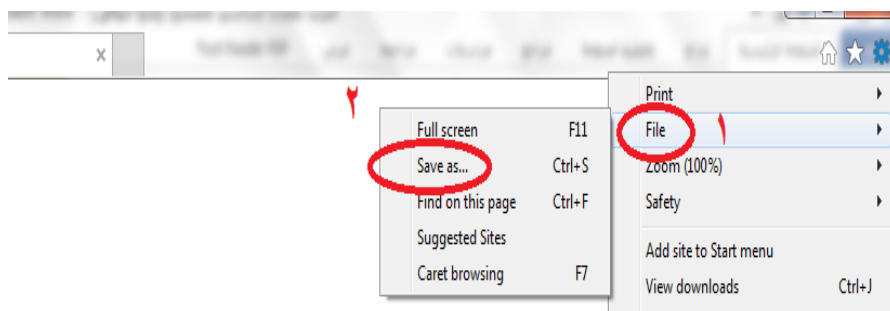 ×
Print
٢
File
١
Full screen F11
Save as... Ctrl+S
Zoom (100%)
Find on this page Ctrl+F
Safety
Suggested Sites
Add site to Start menu
Caret browsing F7
View downloads Ctrl+J